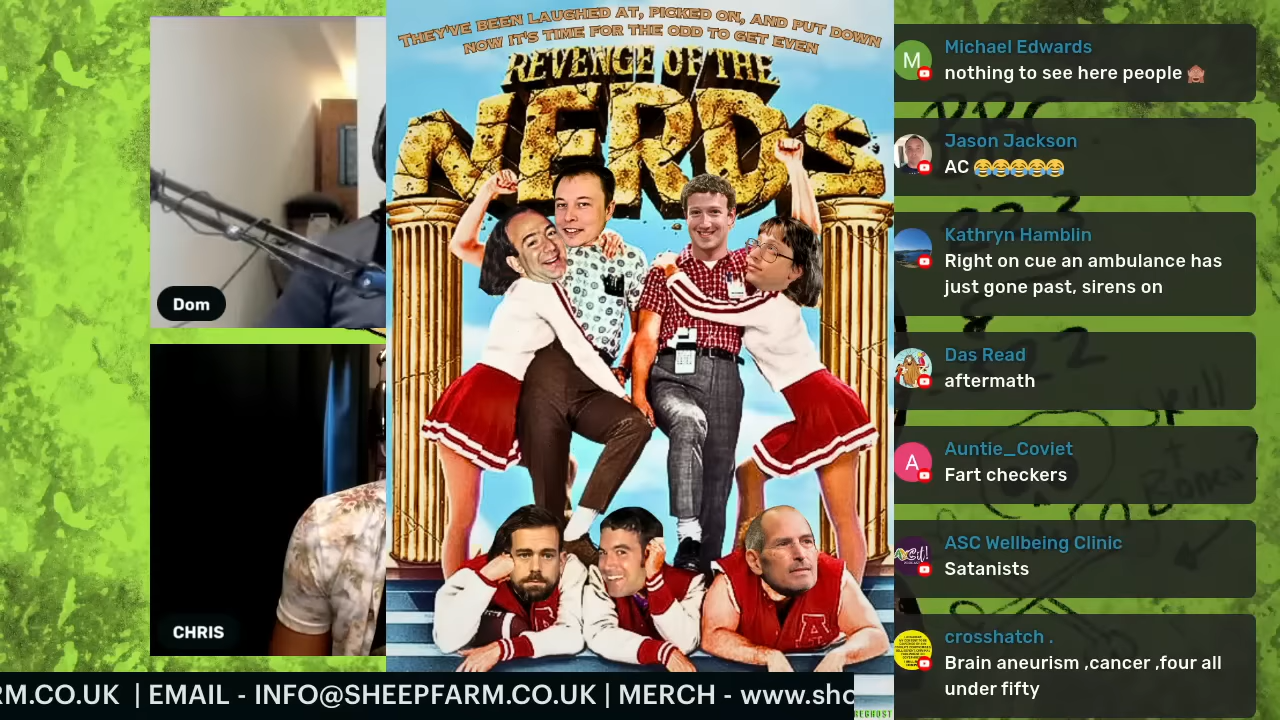 THEY'VE BEEN LAUGHED AT, PICKED ON, AND PUT DOWN
NOW IT'S TIME FOR THE ODD TO GET EVEN
REVENGE OF THE
NERDS
Dom
CHRIS
A
A
M
Michael Edwards
nothing to see here people 🙈
Jason Jackson
AC 😂😂😂😂😂
Kathryn Hamblin
Right on cue an ambulance has
just gone past, sirens on
Das Read
aftermath
A
Auntie_Coviet
Fart checkers
ASC Wellbeing Clinic
Satanists
crosshatch .
Brain aneurism ,cancer ,four all
under fifty
Skull
+
Bones?
RM.CO.UK | EMAIL - INFO@SHEEPFARM.CO.UK | MERCH - www.sho
REGHOST